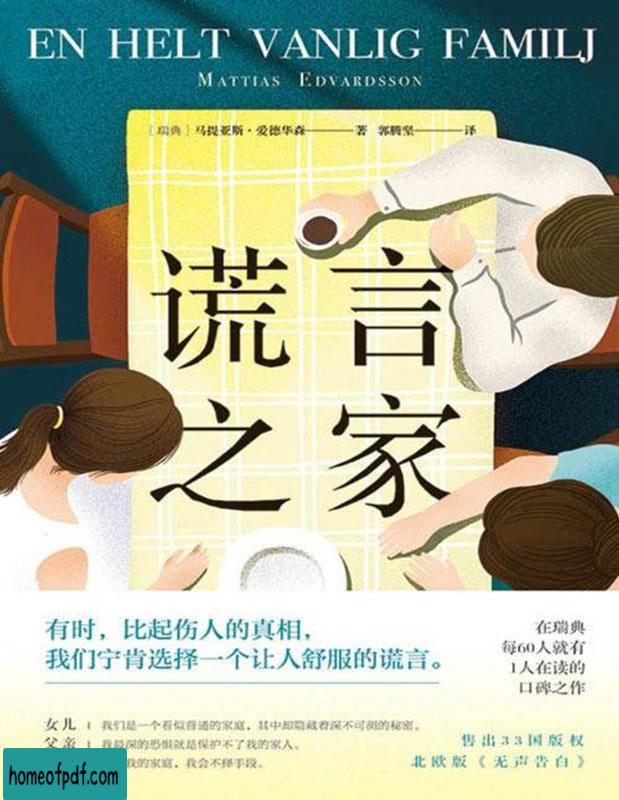 EN HELT VANLIG FAMILJ
MATTIAS EDVARDSSON
[瑞典] 马提亚斯·爱德华森——著 郭腾坚——译
谎言
之家
有时，比起伤人的真相，
我们宁肯选择一个让人舒服的谎言。
在瑞典
每60人就有
1人在读的
口碑之作
女儿 | 我们是一个看似普通的家庭，其中却隐藏着深不可测的秘密。
父亲 | 我最深的恐惧就是保护不了我的家人。
我的家庭，我会不择手段。
售出33国版权
北欧版《无声告白》
homeofpdf.com